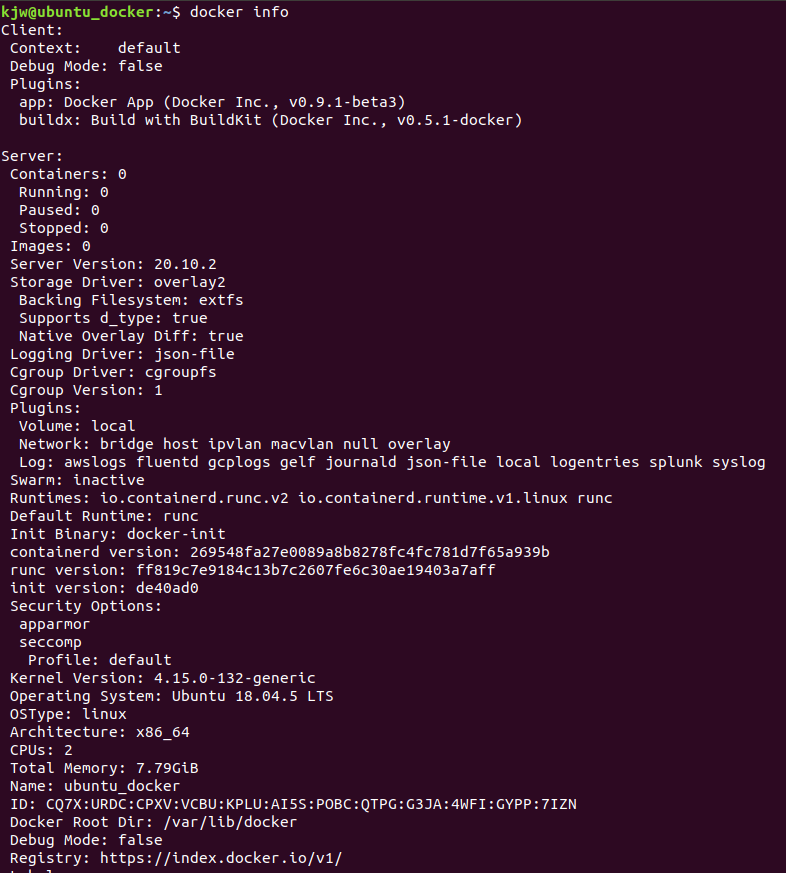 kjw@ubuntu_docker:~$ docker info
Client:
 Context:    default
 Debug Mode: false
 Plugins:
  app: Docker App (Docker Inc., v0.9.1-beta3)
  buildx: Build with BuildKit (Docker Inc., v0.5.1-docker)

Server:
 Containers: 0
  Running: 0
  Paused: 0
  Stopped: 0
 Images: 0
 Server Version: 20.10.2
 Storage Driver: overlay2
  Backing Filesystem: extfs
  Supports d_type: true
  Native Overlay Diff: true
 Logging Driver: json-file
 Cgroup Driver: cgroupfs
 Cgroup Version: 1
 Plugins:
  Volume: local
  Network: bridge host ipvlan macvlan null overlay
  Log: awslogs fluentd gcplogs gelf journald json-file local logentries splunk syslog
 Swarm: inactive
 Runtimes: io.containerd.runc.v2 io.containerd.runtime.v1.linux runc
 Default Runtime: runc
 Init Binary: docker-init
 containerd version: 269548fa27e0089a8b8278fc4fc781d7f65a939b
 runc version: ff819c7e9184c13b7c2607fe6c30ae19403a7aff
 init version: de40ad0
 Security Options:
  apparmor
  seccomp
   Profile: default
 Kernel Version: 4.15.0-132-generic
 Operating System: Ubuntu 18.04.5 LTS
 OSType: linux
 Architecture: x86_64
 CPUs: 2
 Total Memory: 7.79GiB
 Name: ubuntu_docker
 ID: CQ7X:URDC:CPXV:VCBU:KPLU:AI5S:POBC:QTPG:G3JA:4WFI:GYPP:7IZN
 Docker Root Dir: /var/lib/docker
 Debug Mode: false
 Registry: https://index.docker.io/v1/